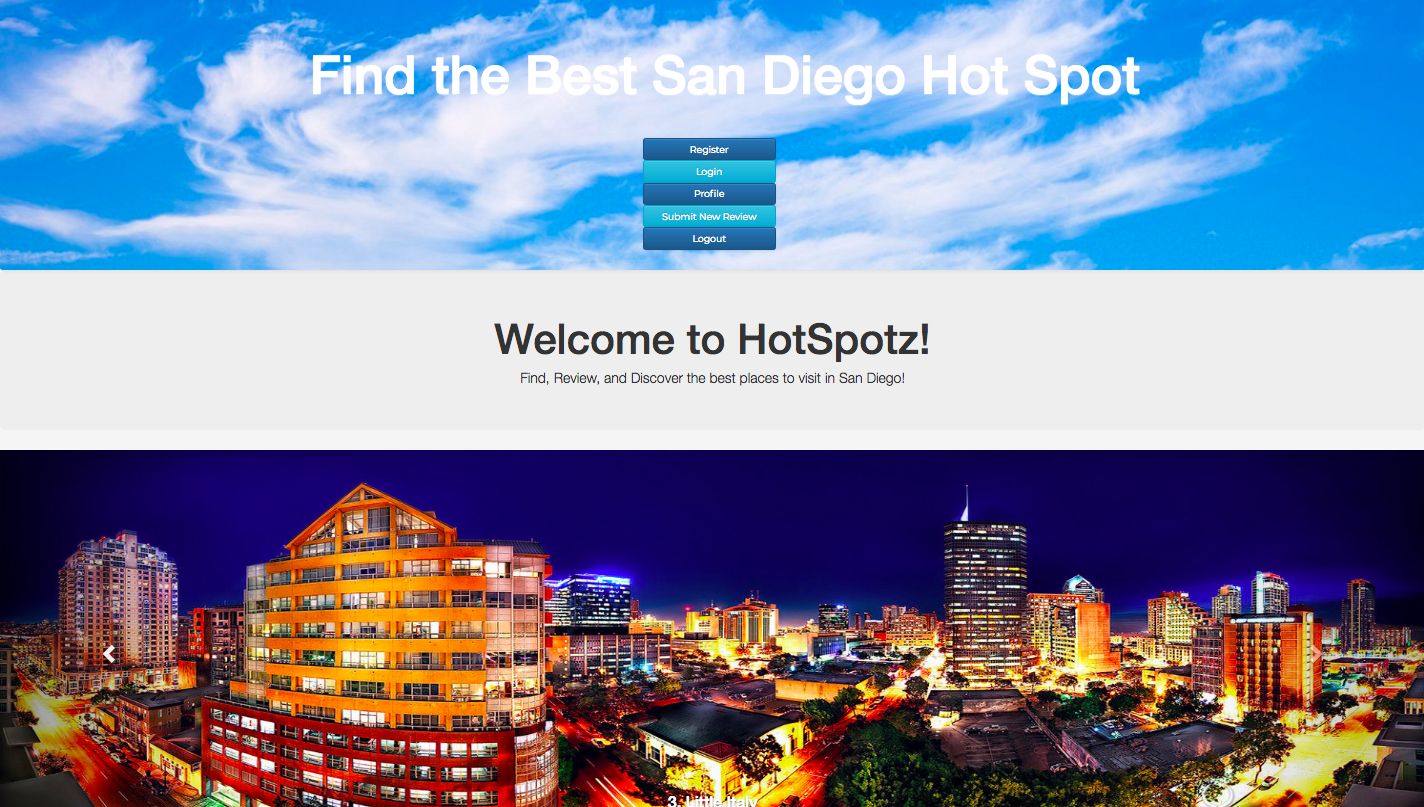 Find the Best San Diego Hot Spot
Register
Login
Profile
Submit New Review
Logout
Welcome to HotSpotz!
Find, Review, and Discover the best places to visit in San Diego!
3. Little Italy